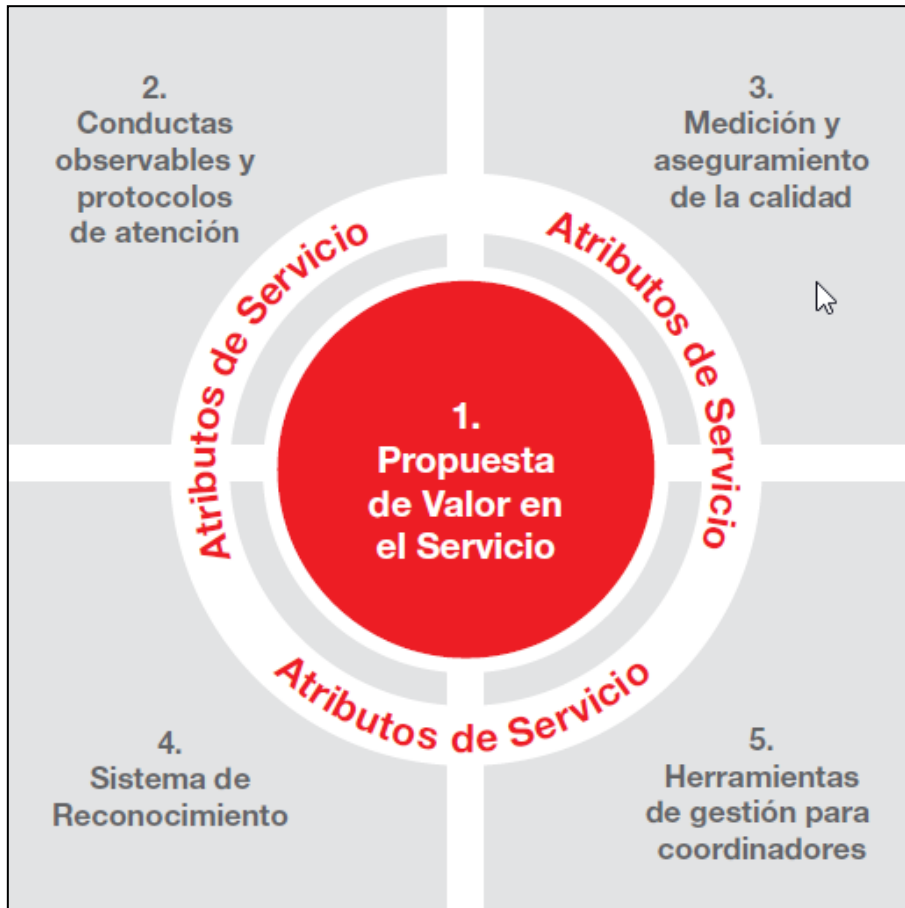 2.
Conductas
observables y
protocolos
de atención
3.
Medición y
aseguramiento
de la calidad
Atributos de Servicio
Atributos de Servicio
1.
Propuesta
de Valor en
el Servicio
Atributos de Servicio
4.
Sistema de
Reconocimiento
5.
Herramientas
de gestión para
coordinadores